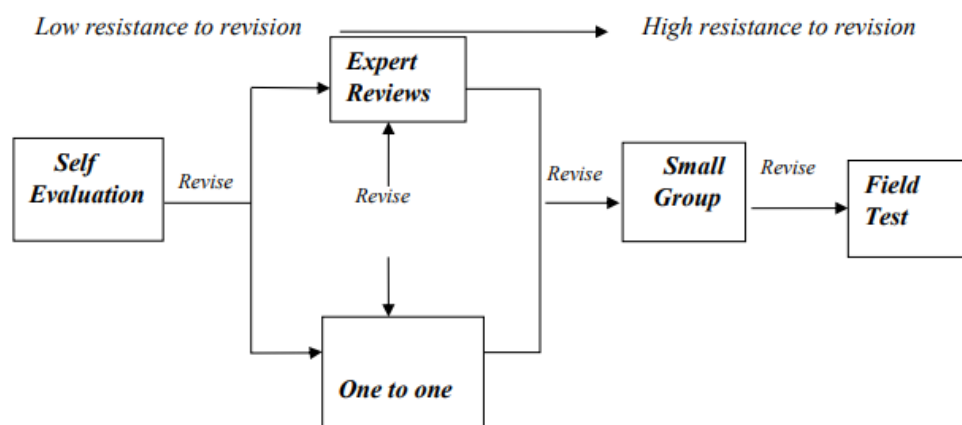 Low resistance to revision
High resistance to revision
Expert
Reviews
Self
Evaluation
Revise
Revise
Revise
Small
Group
Revise
Field
Test
One to one